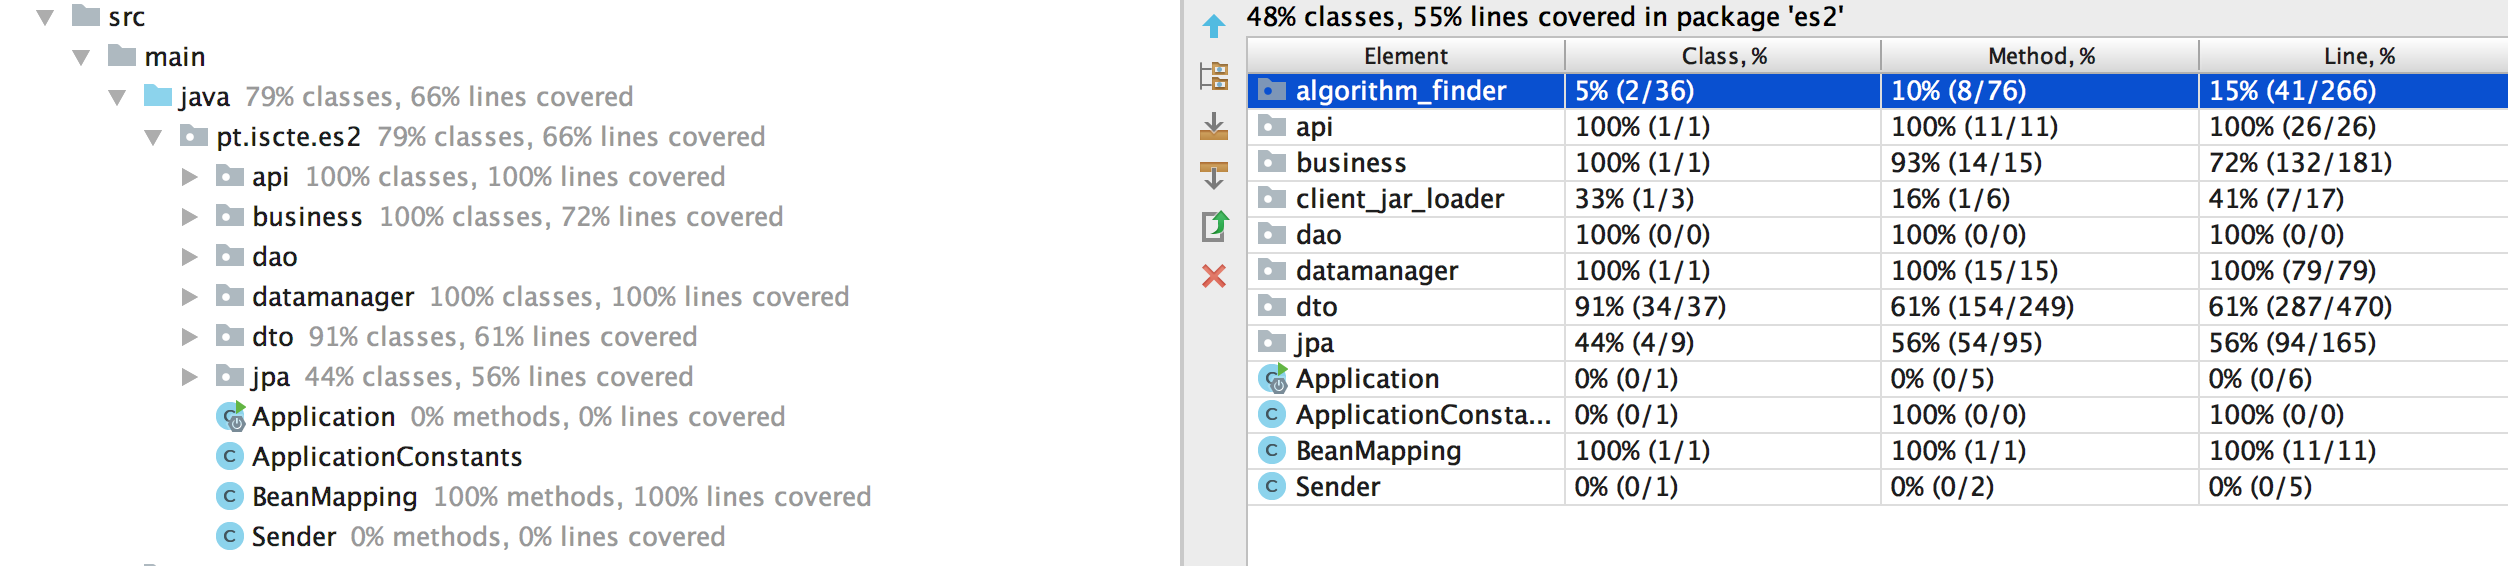 src
main
java 79% classes, 66% lines covered
pt.iscte.es2 79% classes, 66% lines covered
api 100% classes, 100% lines covered
business 100% classes, 72% lines covered
dao
datamanager 100% classes, 100% lines covered
dto 91% classes, 61% lines covered
jpa 44% classes, 56% lines covered
Application 0% methods, 0% lines covered
ApplicationConstants
BeanMapping 100% methods, 100% lines covered
Sender 0% methods, 0% lines covered
48% classes, 55% lines covered in package 'es2'
Element Class, % Method, % Line, %
algorithm_finder 5% (2/36) 10% (8/76) 15% (41/266)
api 100% (1/1) 100% (11/11) 100% (26/26)
business 100% (1/1) 93% (14/15) 72% (132/181)
client_jar_loader 33% (1/3) 16% (1/6) 41% (7/17)
dao 100% (0/0) 100% (0/0) 100% (0/0)
datamanager 100% (1/1) 100% (15/15) 100% (79/79)
dto 91% (34/37) 61% (154/249) 61% (287/470)
jpa 44% (4/9) 56% (54/95) 56% (94/165)
Application 0% (0/1) 0% (0/5) 0% (0/6)
ApplicationConsta... 0% (0/1) 100% (0/0) 100% (0/0)
BeanMapping 100% (1/1) 100% (1/1) 100% (11/11)
Sender 0% (0/1) 0% (0/2) 0% (0/5)